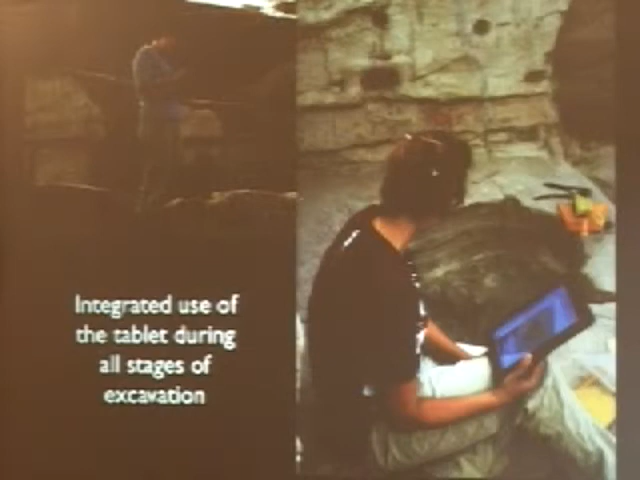 Integrated use of
the tablet during
all stages of
excavation